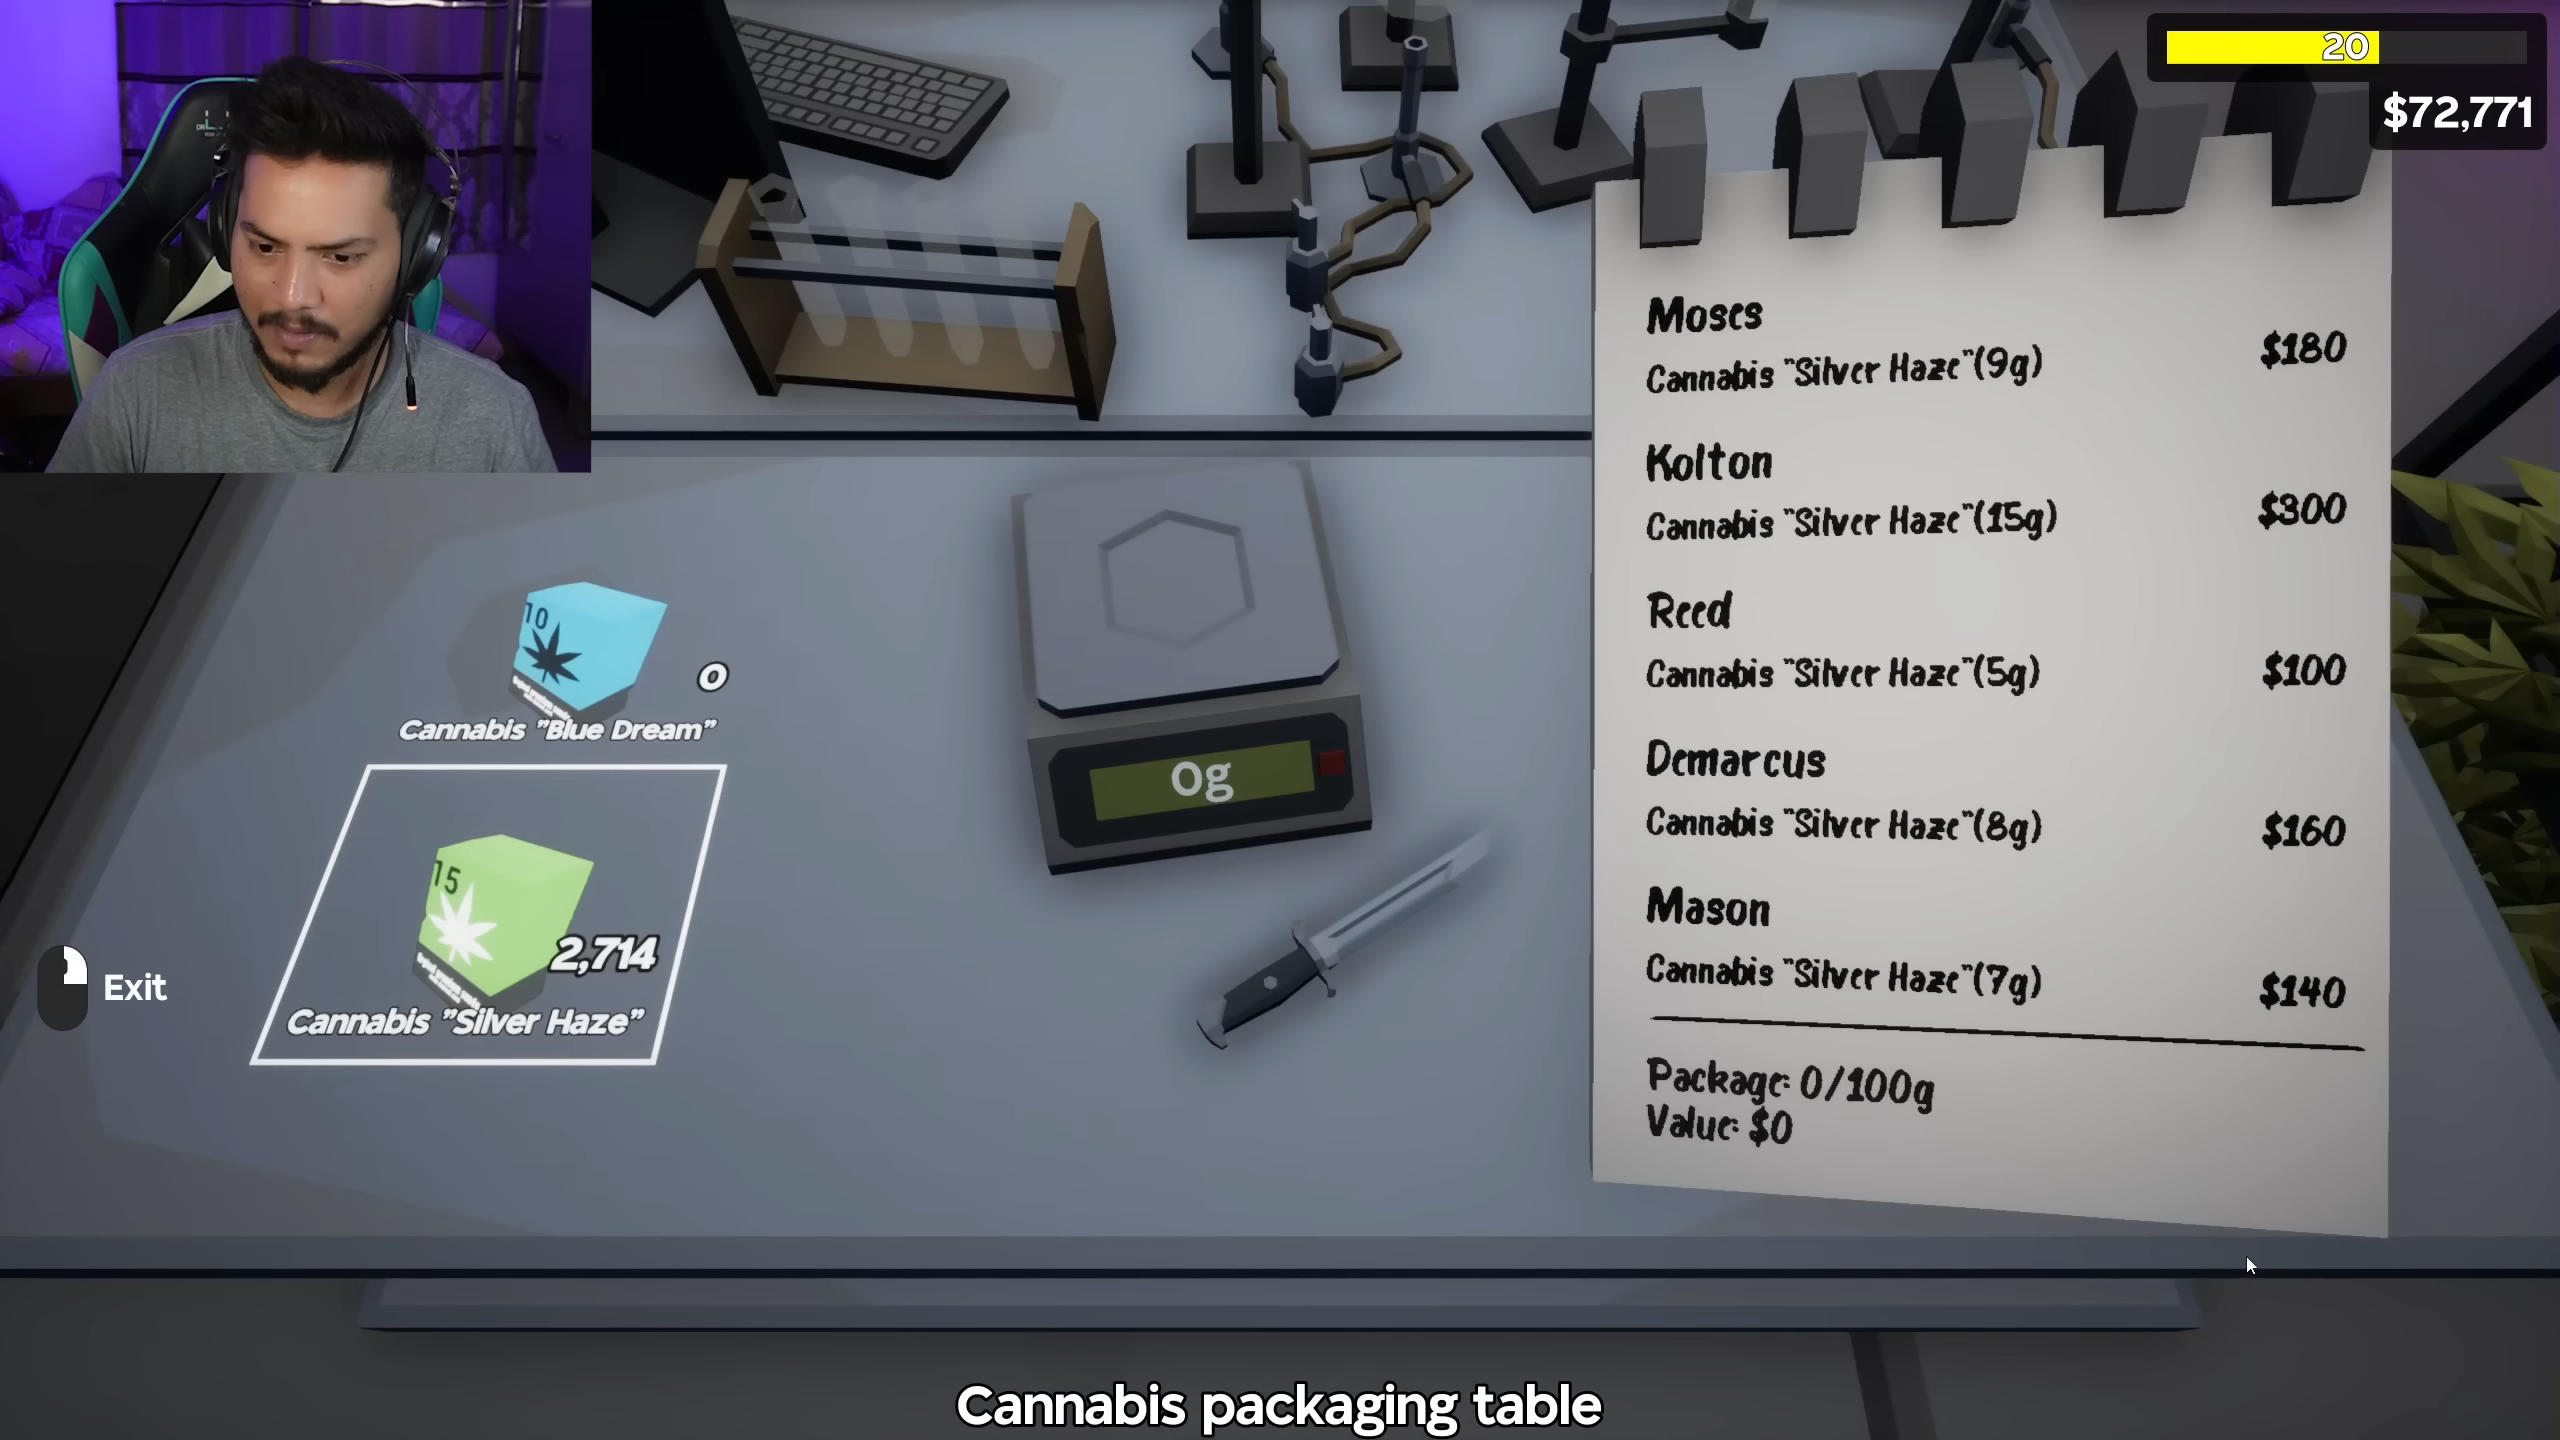 20
$72,771
Moses
Cannabis "Silver Haze"(9g) $180
Kolton
Cannabis "Silver Haze"(15g) $300
Reed
Cannabis "Silver Haze"(5g) $100
Demarcus
Cannabis "Silver Haze"(8g) $160
Mason
Cannabis "Silver Haze"(7g) $140
Package: 0/100g
Value: $0
10
0
Cannabis "Blue Dream"
0g
15
2,714
Cannabis "Silver Haze"
Exit
Cannabis packaging table